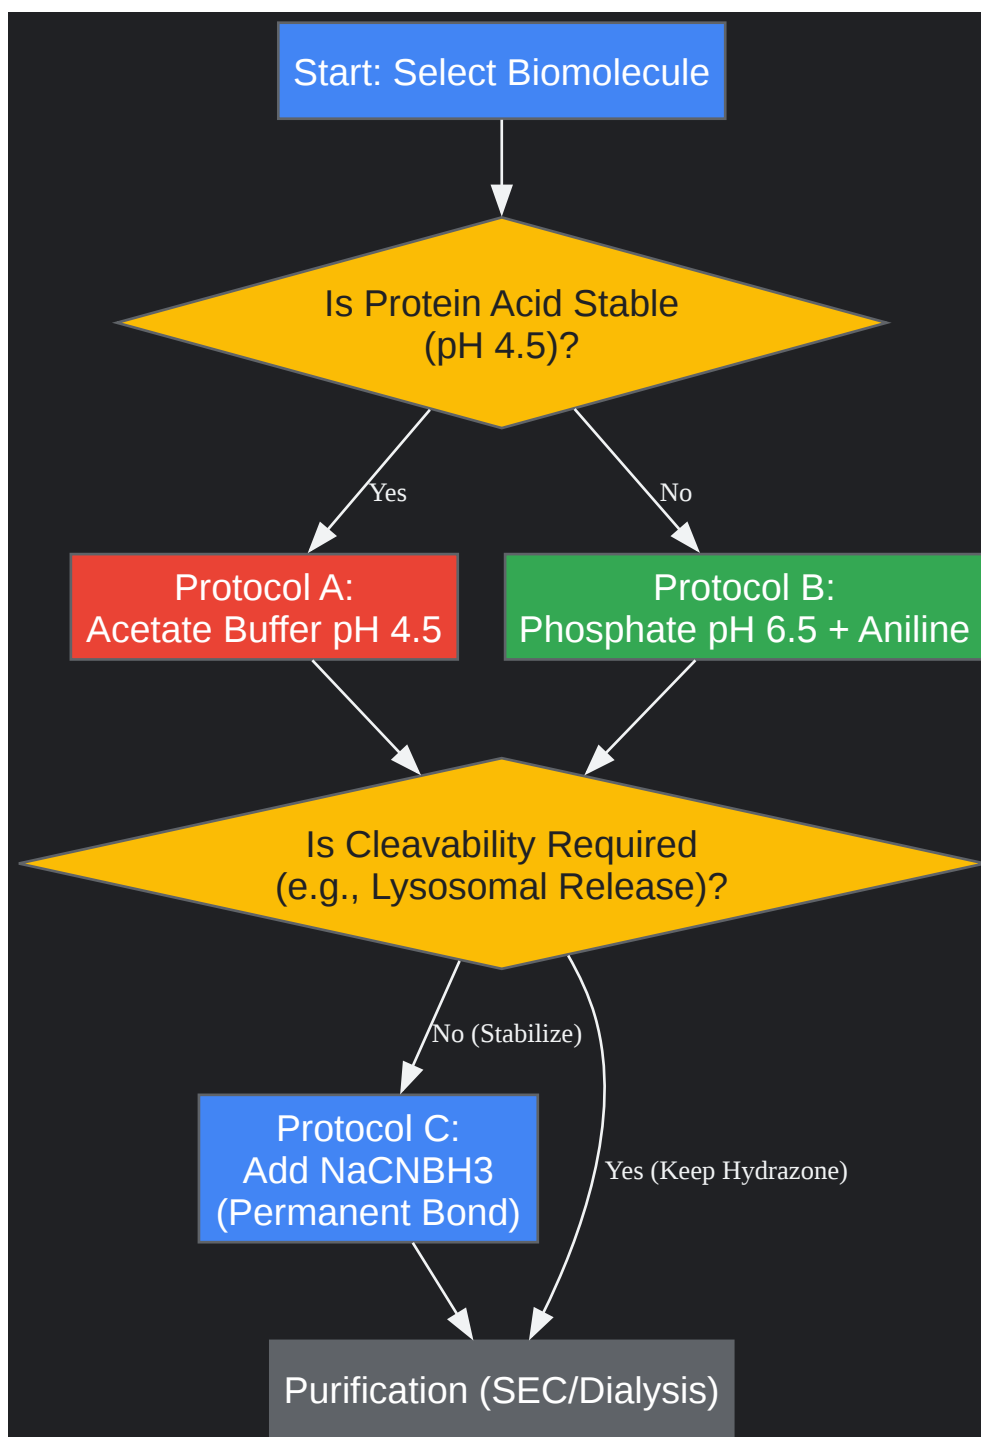 Start: Select Biomolecule
Is Protein Acid Stable
(pH 4.5)?
Yes
No
Protocol A:
Acetate Buffer pH 4.5
Protocol B:
Phosphate pH 6.5 + Aniline
Is Cleavability Required
(e.g., Lysosomal Release)?
No (Stabilize)
Protocol C:
Add NaCNBH3
(Permanent Bond)
Yes (Keep Hydrazone)
Purification (SEC/Dialysis)